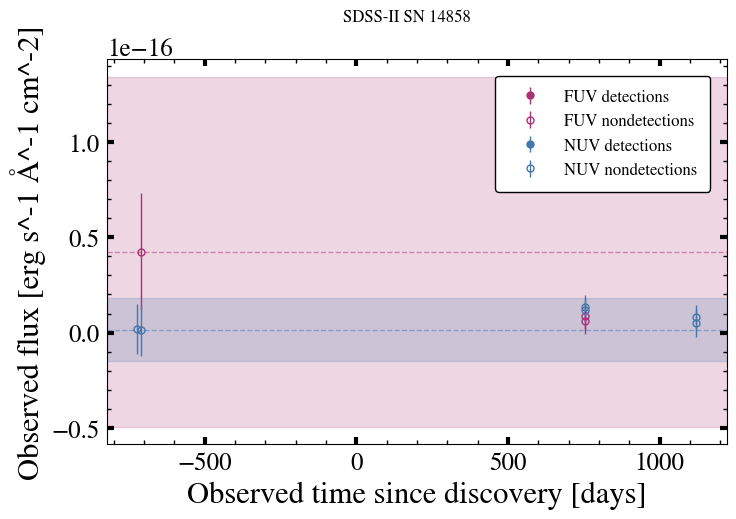 SDSS-II SN 14858
1e−16
Observed flux [erg s^-1 Å^-1 cm^-2]
1.0
0.5
0.0
−0.5
FUV detections
FUV nondetections
NUV detections
NUV nondetections
−500 0 500 1000
Observed time since discovery [days]